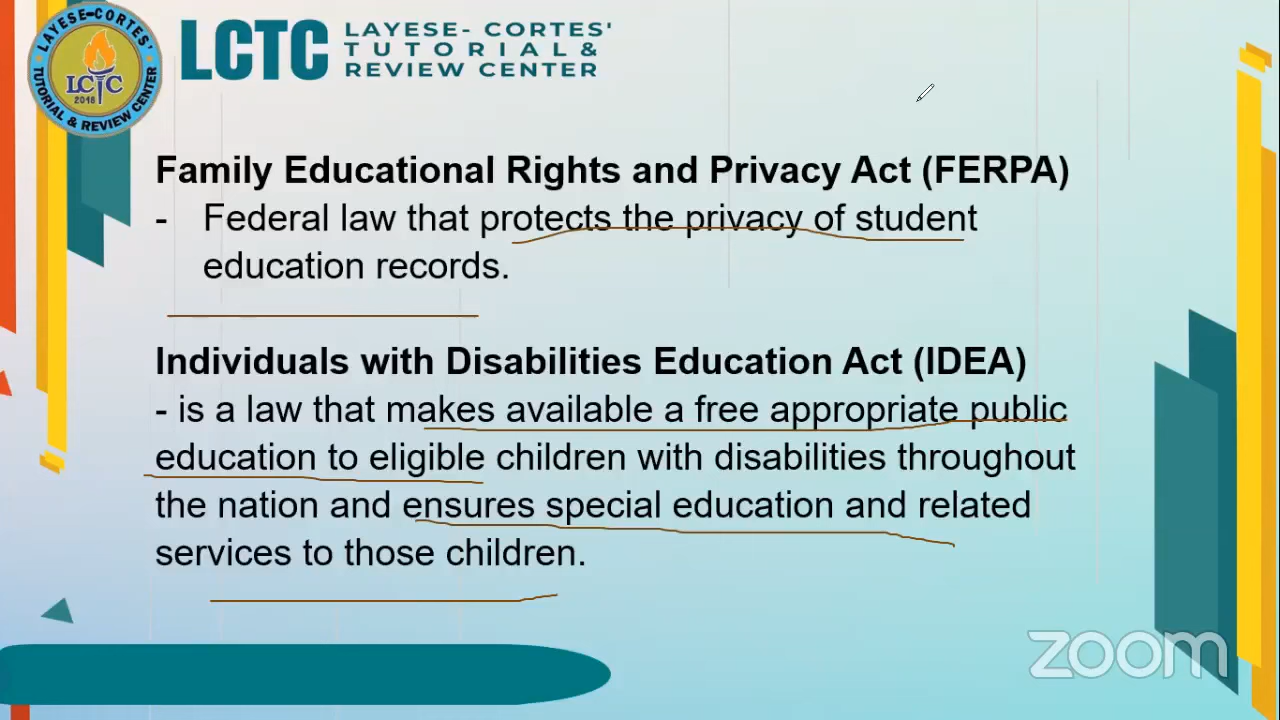 LAYESE-CORTES'
LCTC
2018
TUTORIAL & REVIEW CENTER
LCTC
LAYESE- CORTES'
TUTORIAL &
REVIEW CENTER
Family Educational Rights and Privacy Act (FERPA)
- Federal law that protects the privacy of student
education records.
Individuals with Disabilities Education Act (IDEA)
- is a law that makes available a free appropriate public
education to eligible children with disabilities throughout
the nation and ensures special education and related
services to those children.
zoom